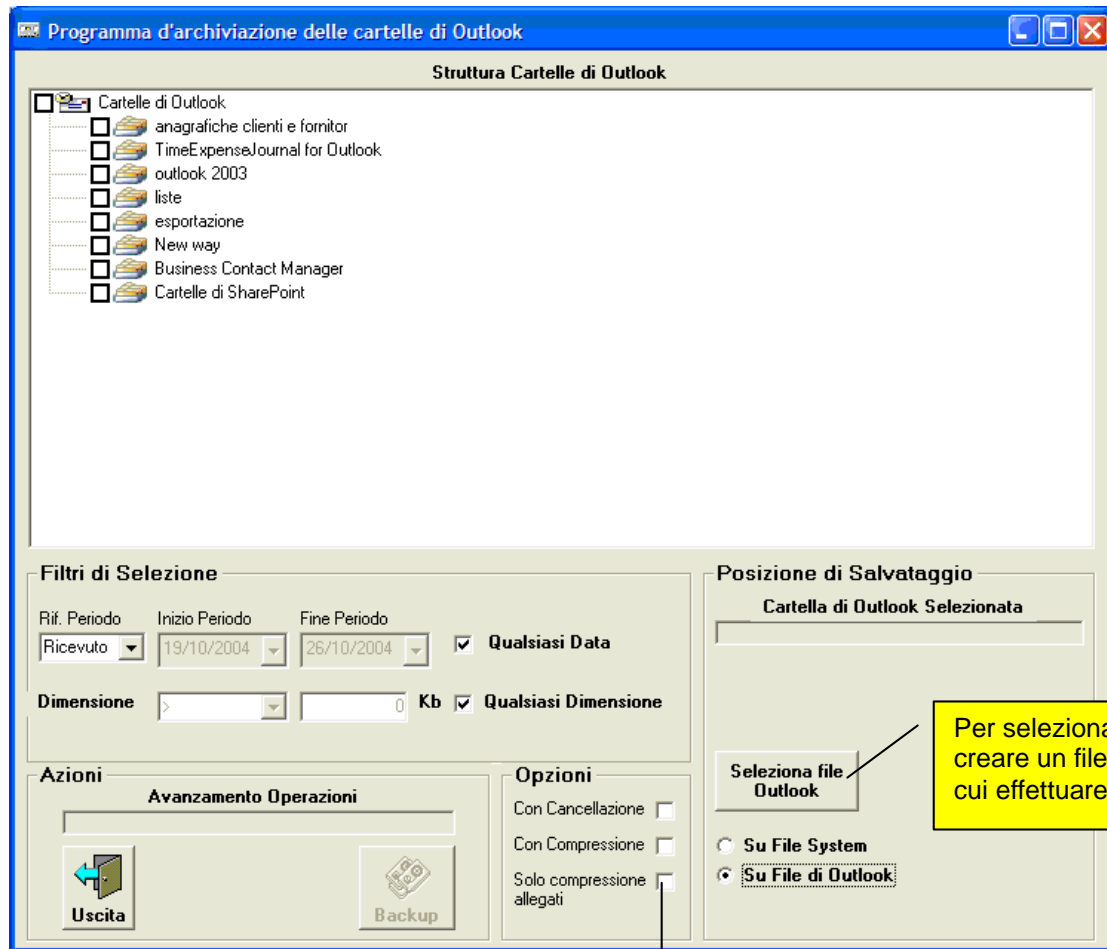 Programma d'archiviazione delle cartelle di Outlook
Struttura Cartelle di Outlook
Cartelle di Outlook
anagrafiche clienti e fornitor
TimeExpenseJournal for Outlook
outlook 2003
liste
esportazione
New way
Business Contact Manager
Cartelle di SharePoint
Filtri di Selezione
Rif. Periodo Inizio Periodo Fine Periodo
Ricevuto 19/10/2004 26/10/2004 Qualsiasi Data
Dimensione > 0 Kb Qualsiasi Dimensione
Posizione di Salvataggio
Cartella di Outlook Selezionata
Seleziona file
Outlook
Su File System
Su File di Outlook
Per seleziona
creare un file
cui effettuare
Azioni
Avanzamento Operazioni
Uscita
Backup
Opzioni
Con Cancellazione
Con Compressione
Solo compressione
allegati